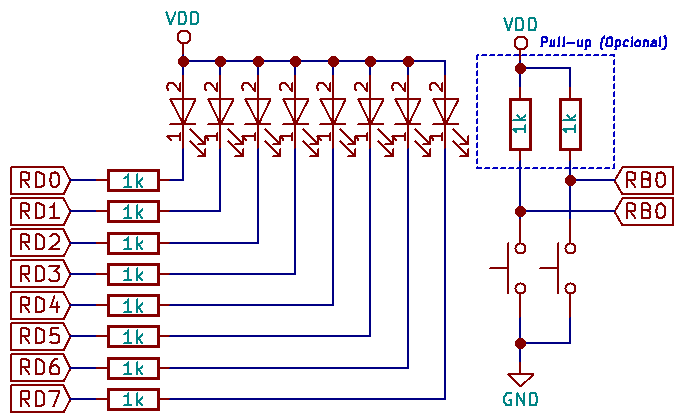 VDD
VDD
Pull-up (Opcional)
2 2 2 2 2 2 2 2
1 1 1 1 1 1 1 1
1k 1k
RD0 1k
RB0
RD1 1k
RB0
RD2 1k
RD3 1k
RD4 1k
RD5 1k
RD6 1k
RD7 1k
GND